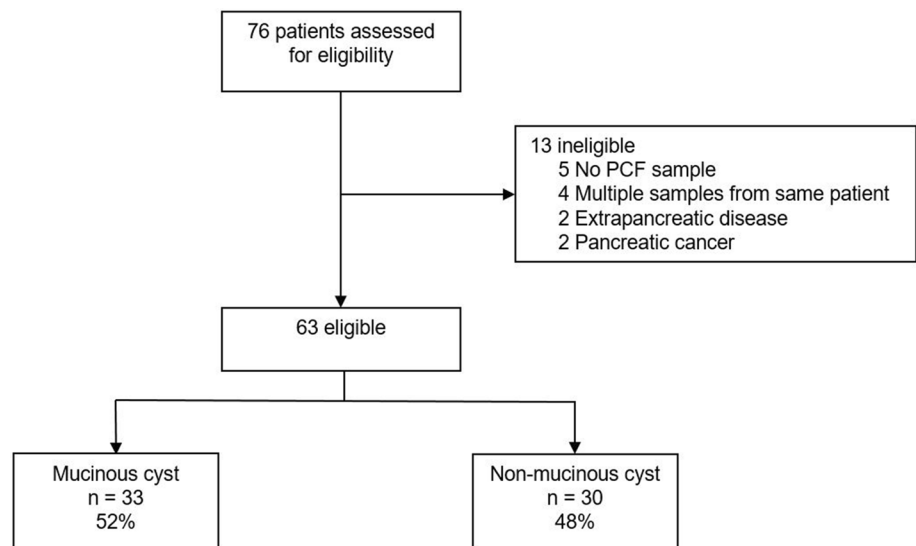 76 patients assessed
for eligibility
13 ineligible
5 No PCF sample
4 Multiple samples from same patient
2 Extrapancreatic disease
2 Pancreatic cancer
63 eligible
Mucinous cyst
n = 33
52%
Non-mucinous cyst
n = 30
48%